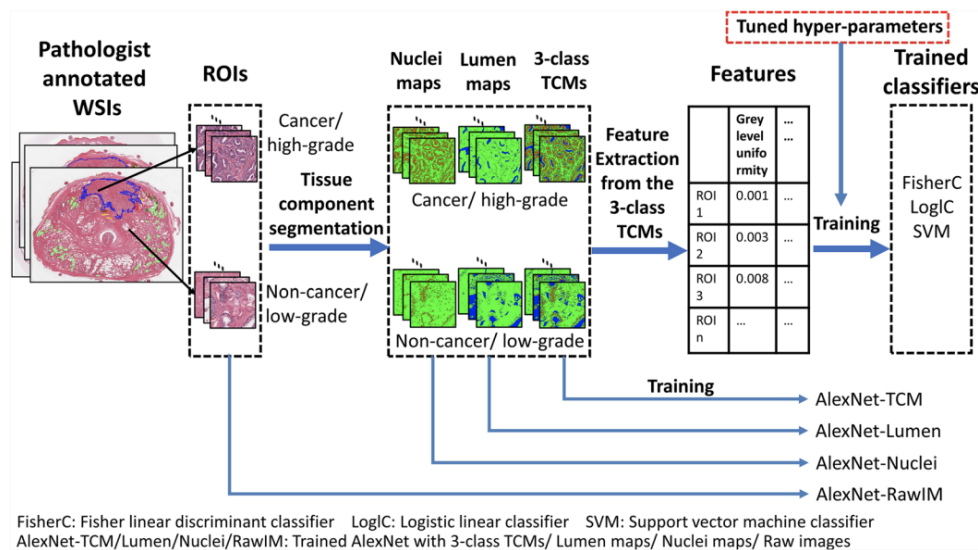 Pathologist
annotated
WSIs
ROIs
Cancer/
high-grade
Non-cancer/
low-grade
Tissue
component
segmentation
Nuclei
maps
Lumen
maps
3-class
TCMs
Cancer/ high-grade
Non-cancer/ low-grade
Feature
Extraction
from the
3-class
TCMs
Features
Grey
level
unifo
rmity
...
...
ROI
1
0.001
...
ROI
2
0.003
...
ROI
3
0.008
...
ROI
n
...
...
Tuned hyper-parameters
Training
Trained
classifiers
FisherC
LoglC
SVM
Training
AlexNet-TCM
AlexNet-Lumen
AlexNet-Nuclei
AlexNet-RawIM
FisherC: Fisher linear discriminant classifier LoglC: Logistic linear classifier SVM: Support vector machine classifier
AlexNet-TCM/Lumen/Nuclei/RawIM: Trained AlexNet with 3-class TCMs/ Lumen maps/ Nuclei maps/ Raw images